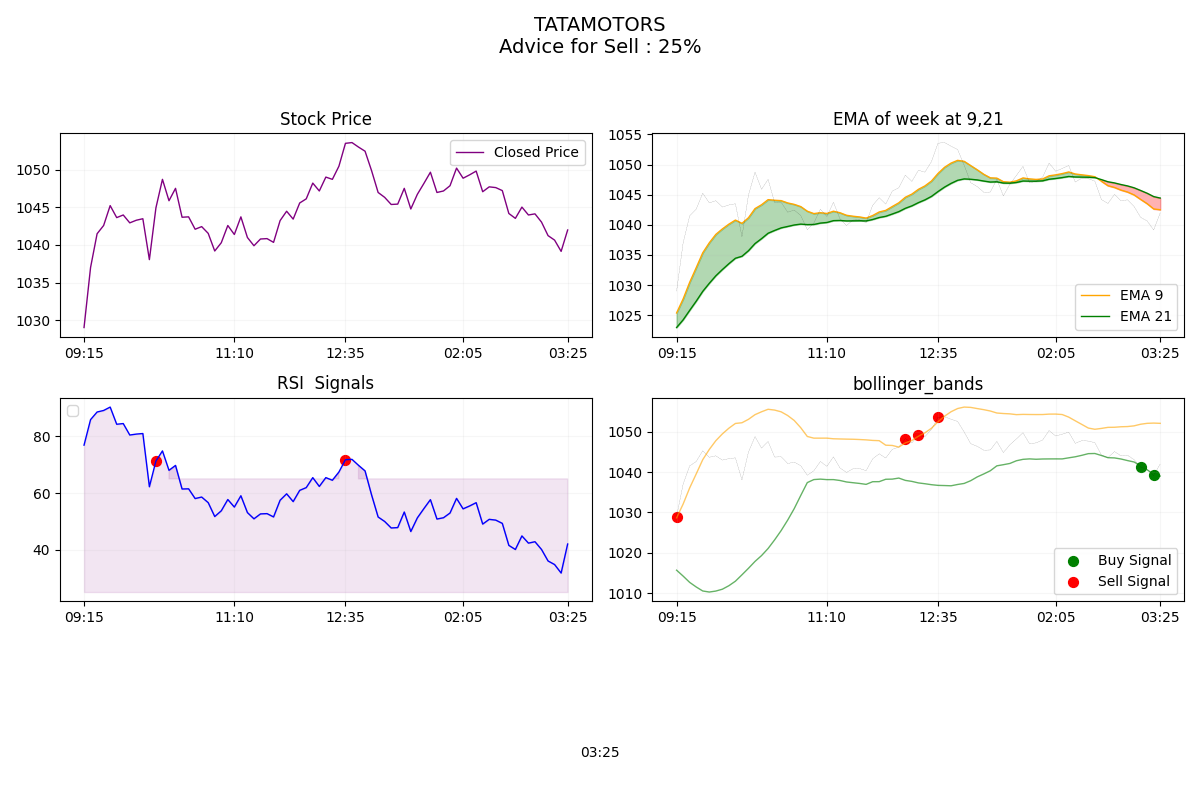 TATAMOTORS
Advice for Sell : 25%
Stock Price
1050
1045
1040
1035
1030
Closed Price
09:15 11:10 12:35 02:05 03:25
EMA of week at 9,21
1055
1050
1045
1040
1035
1030
1025
EMA 9
EMA 21
09:15 11:10 12:35 02:05 03:25
RSI  Signals
80
60
40
09:15 11:10 12:35 02:05 03:25
bollinger_bands
1050
1040
1030
1020
1010
Buy Signal
Sell Signal
09:15 11:10 12:35 02:05 03:25
03:25